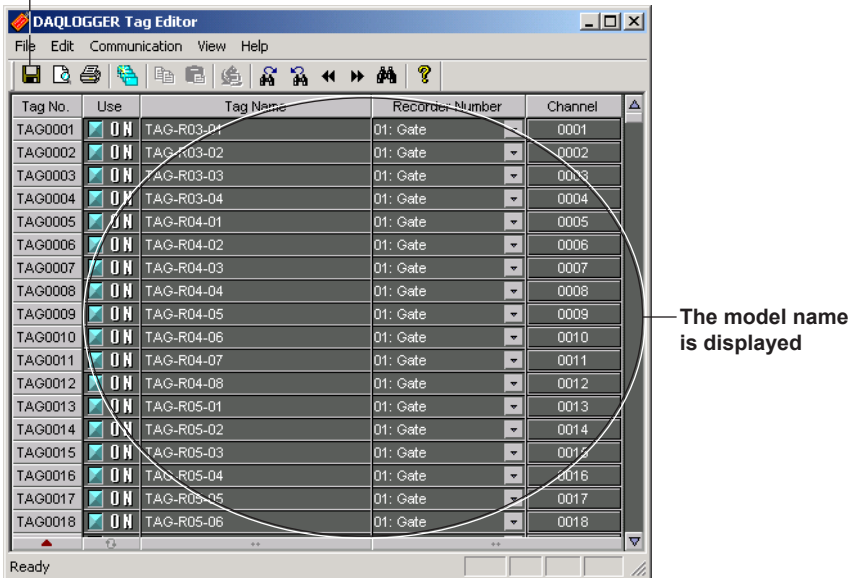 DAQLOGGER Tag Editor
File Edit Communication View Help
Tag No. Use Tag Name Recorder Number Channel
TAG0001 ON TAG-R03-01 01: Gate 0001
TAG0002 ON TAG-R03-02 01: Gate 0002
TAG0003 ON TAG-R03-03 01: Gate 0003
TAG0004 ON TAG-R03-04 01: Gate 0004
TAG0005 ON TAG-R04-01 01: Gate 0005
TAG0006 ON TAG-R04-02 01: Gate 0006
TAG0007 ON TAG-R04-03 01: Gate 0007
TAG0008 ON TAG-R04-04 01: Gate 0008
TAG0009 ON TAG-R04-05 01: Gate 0009
TAG0010 ON TAG-R04-06 01: Gate 0010
TAG0011 ON TAG-R04-07 01: Gate 0011
TAG0012 ON TAG-R04-08 01: Gate 0012
TAG0013 ON TAG-R05-01 01: Gate 0013
TAG0014 ON TAG-R05-02 01: Gate 0014
TAG0015 ON TAG-R05-03 01: Gate 0015
TAG0016 ON TAG-R05-04 01: Gate 0016
TAG0017 ON TAG-R05-05 01: Gate 0017
TAG0018 ON TAG-R05-06 01: Gate 0018
Ready
The model name
is displayed